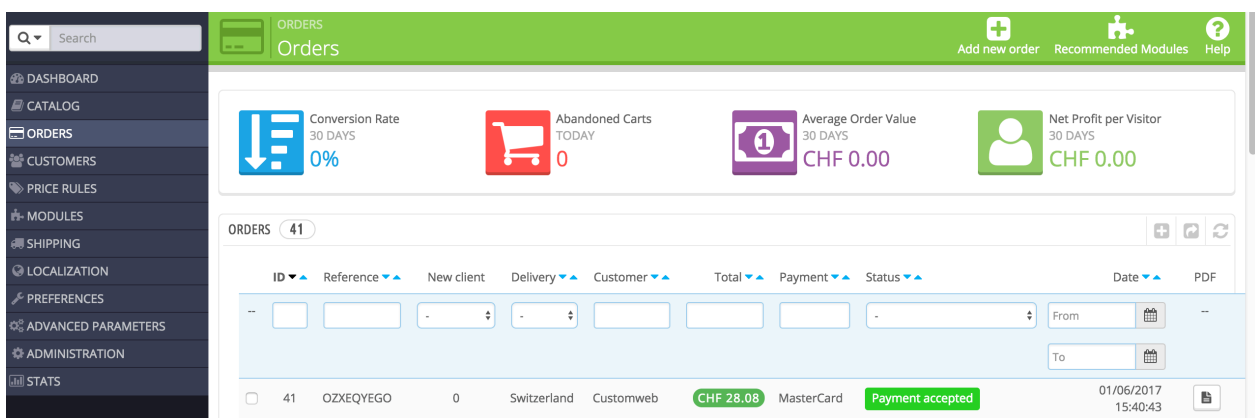 Search
DASHBOARD
CATALOG
ORDERS
CUSTOMERS
PRICE RULES
MODULES
SHIPPING
LOCALIZATION
PREFERENCES
ADVANCED PARAMETERS
ADMINISTRATION
STATS
ORDERS
Orders
Add new order Recommended Modules Help
Conversion Rate
30 DAYS
0%
Abandoned Carts
TODAY
0
1
Average Order Value
30 DAYS
CHF 0.00
Net Profit per Visitor
30 DAYS
CHF 0.00
ORDERS 41
ID Reference New client Delivery Customer Total Payment Status Date PDF
-- - - - From --
To
41 OZXEQYEGO 0 Switzerland Customweb CHF 28.08 MasterCard Payment accepted 01/06/2017
15:40:43